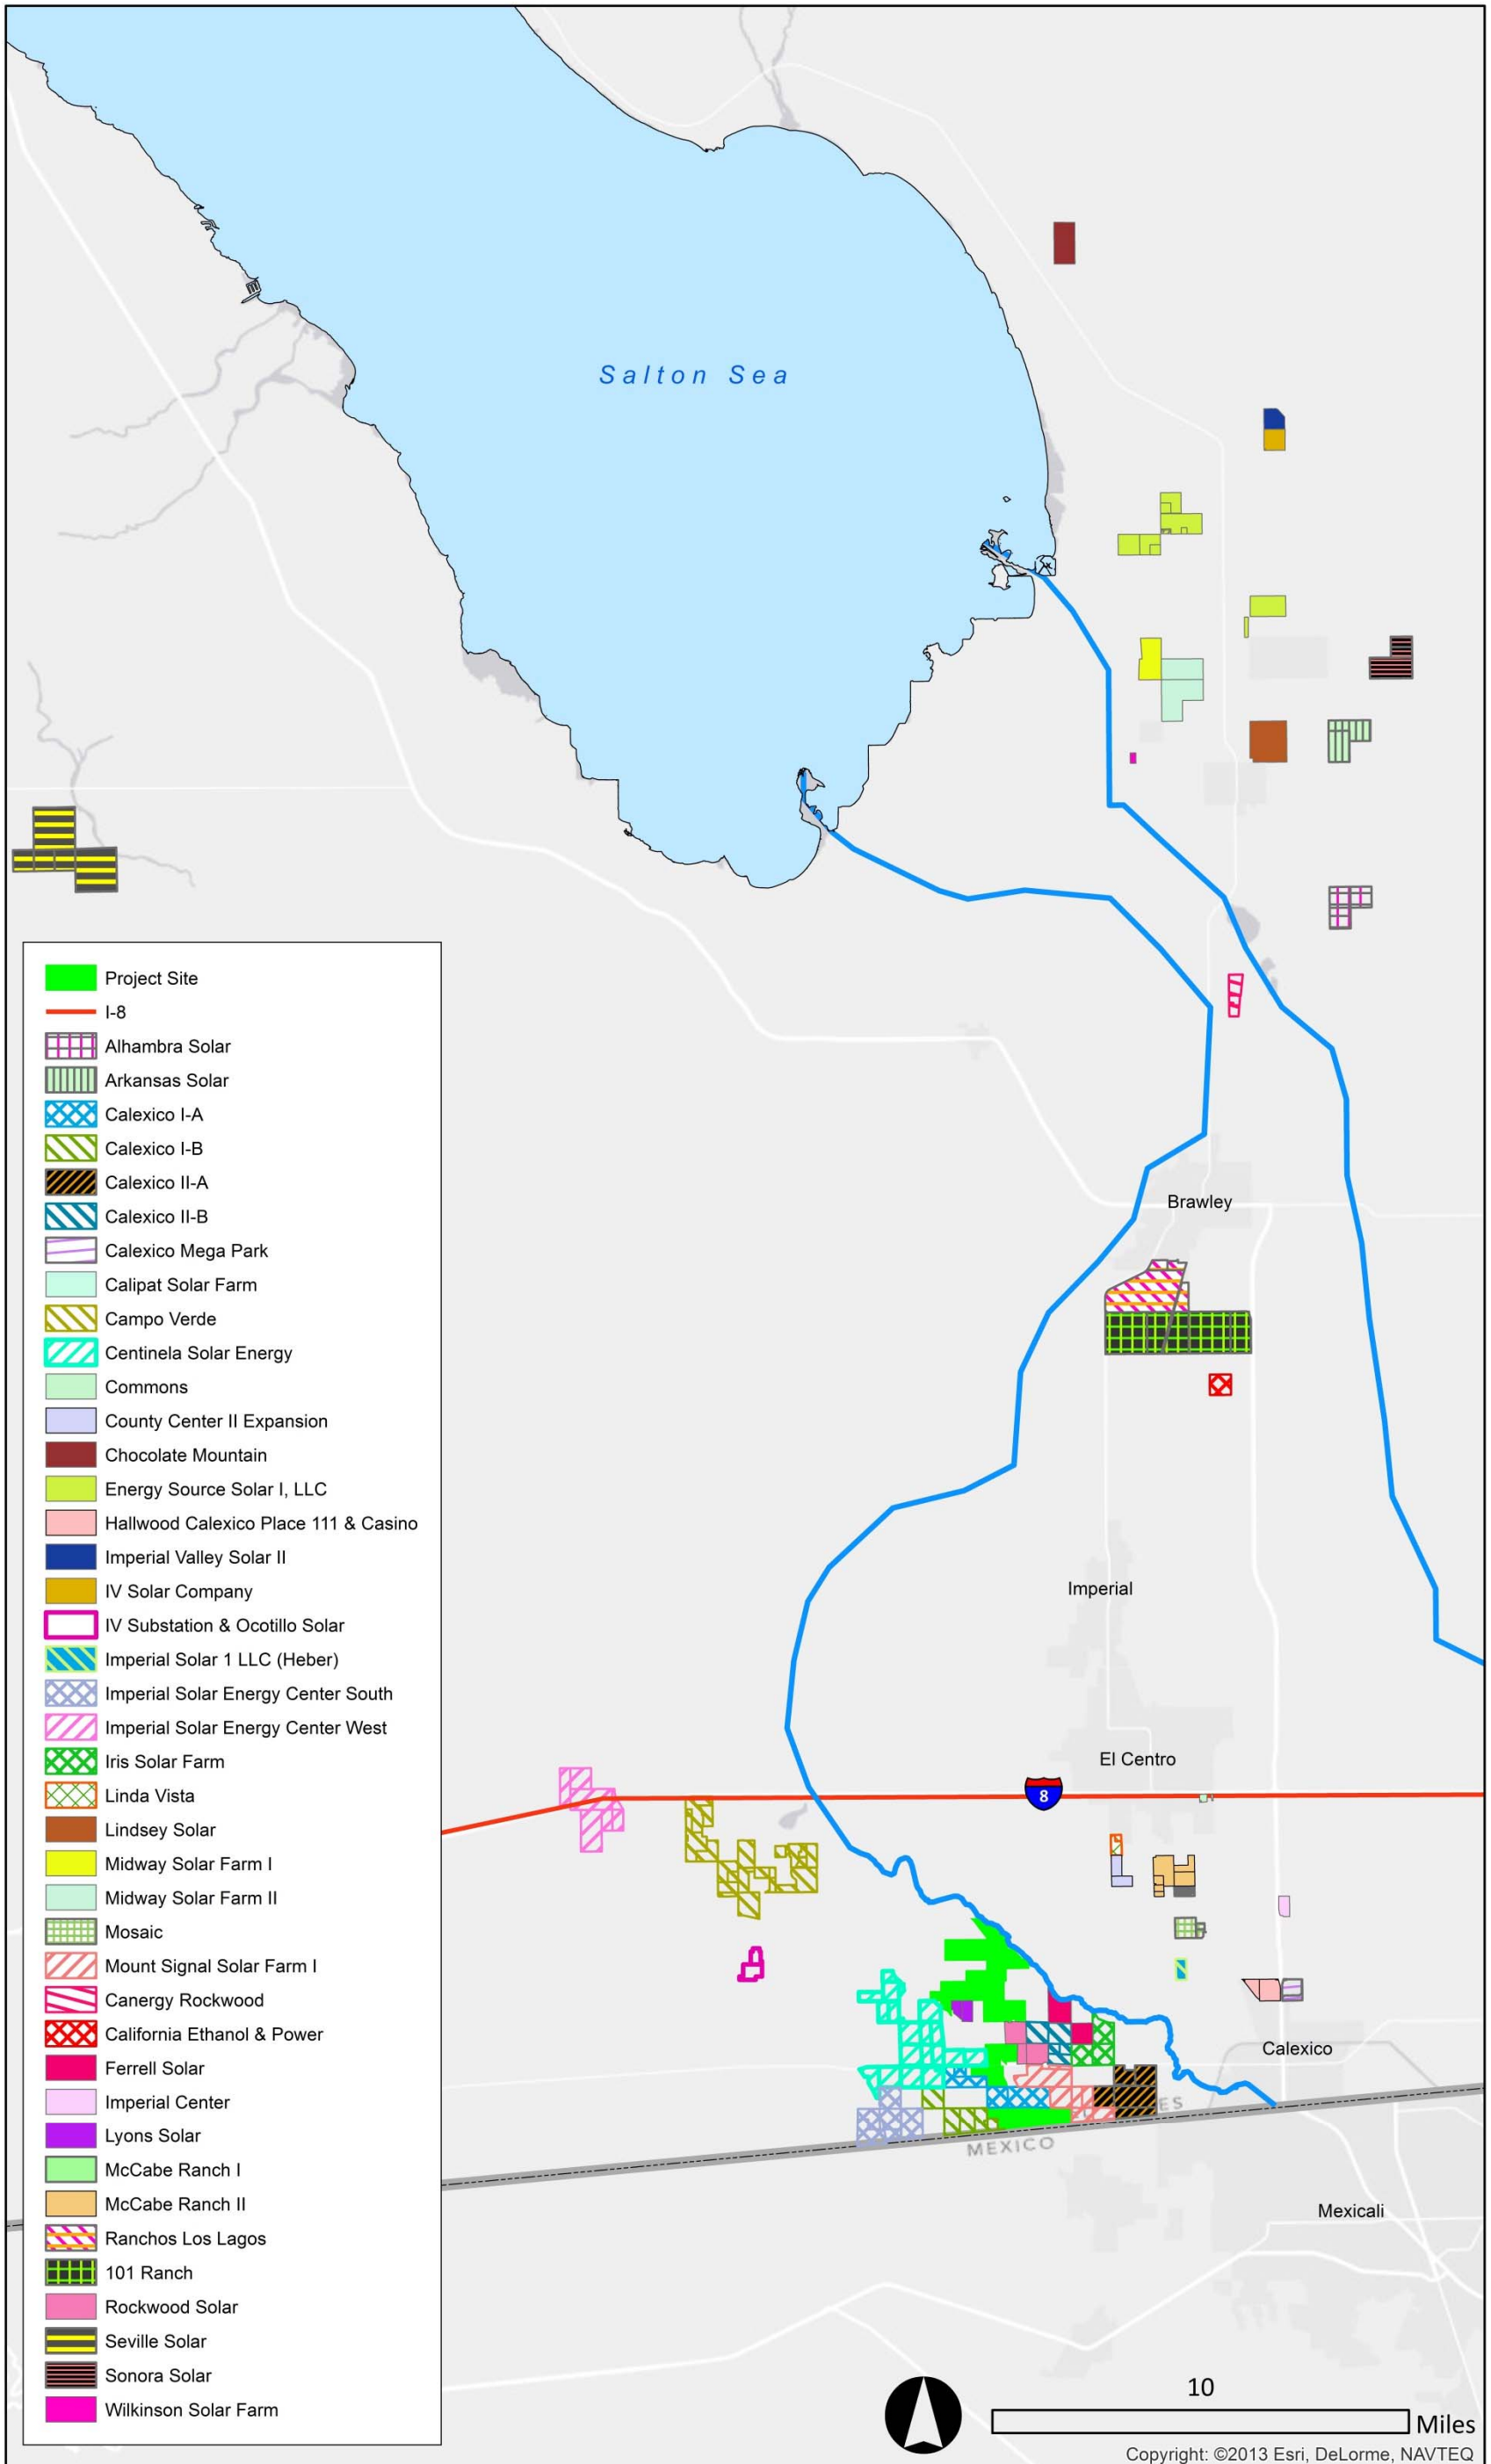 Salton Sea
Project Site
I-8
Alhambra Solar
Arkansas Solar
Calexico I-A
Calexico I-B
Calexico II-A
Calexico II-B
Calexico Mega Park
Calipat Solar Farm
Campo Verde
Centinela Solar Energy
Commons
County Center II Expansion
Chocolate Mountain
Energy Source Solar I, LLC
Hallwood Calexico Place 111 & Casino
Imperial Valley Solar II
IV Solar Company
IV Substation & Ocotillo Solar
Imperial Solar 1 LLC (Heber)
Imperial Solar Energy Center South
Imperial Solar Energy Center West
Iris Solar Farm
Linda Vista
Lindsey Solar
Midway Solar Farm I
Midway Solar Farm II
Mosaic
Mount Signal Solar Farm I
Canergy Rockwood
California Ethanol & Power
Ferrell Solar
Imperial Center
Lyons Solar
McCabe Ranch I
McCabe Ranch II
Ranchos Los Lagos
101 Ranch
Rockwood Solar
Seville Solar
Sonora Solar
Wilkinson Solar Farm
Brawley
Imperial
El Centro
8
Calexico
ES
MEXICO
Mexicali
10
Miles
Copyright: ©2013 Esri, DeLorme, NAVTEQ